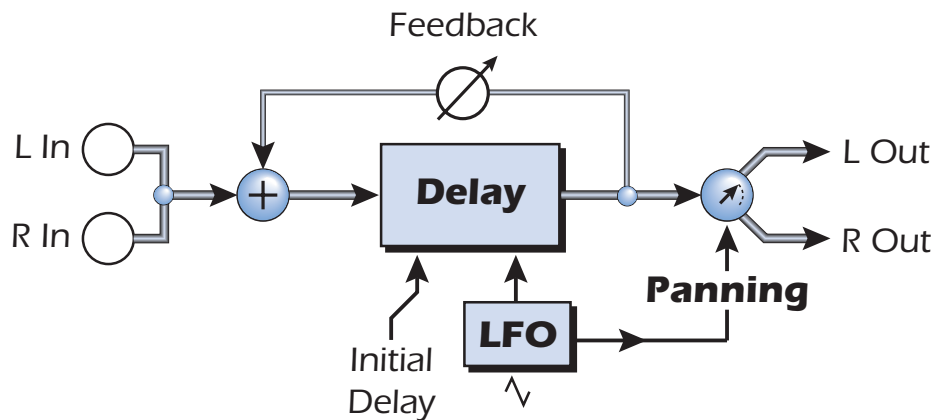 Feedback
L In
R In
+
Delay
L Out
R Out
Panning
LFO
Initial
Delay